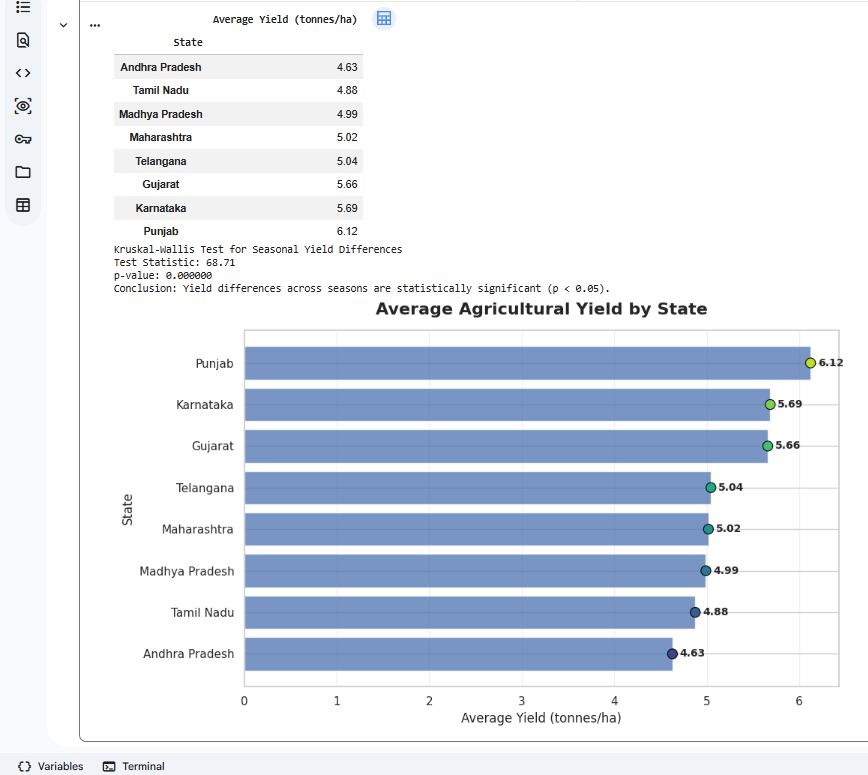 ...
Average Yield (tonnes/ha)
State
Andhra Pradesh 4.63
Tamil Nadu 4.88
Madhya Pradesh 4.99
Maharashtra 5.02
Telangana 5.04
Gujarat 5.66
Karnataka 5.69
Punjab 6.12
Kruskal-Wallis Test for Seasonal Yield Differences
Test Statistic: 68.71
p-value: 0.000000
Conclusion: Yield differences across seasons are statistically significant (p < 0.05).
Average Agricultural Yield by State
Punjab 6.12
Karnataka 5.69
Gujarat 5.66
Telangana 5.04
Maharashtra 5.02
Madhya Pradesh 4.99
Tamil Nadu 4.88
Andhra Pradesh 4.63
State
0 1 2 3 4 5 6
Average Yield (tonnes/ha)
Variables Terminal